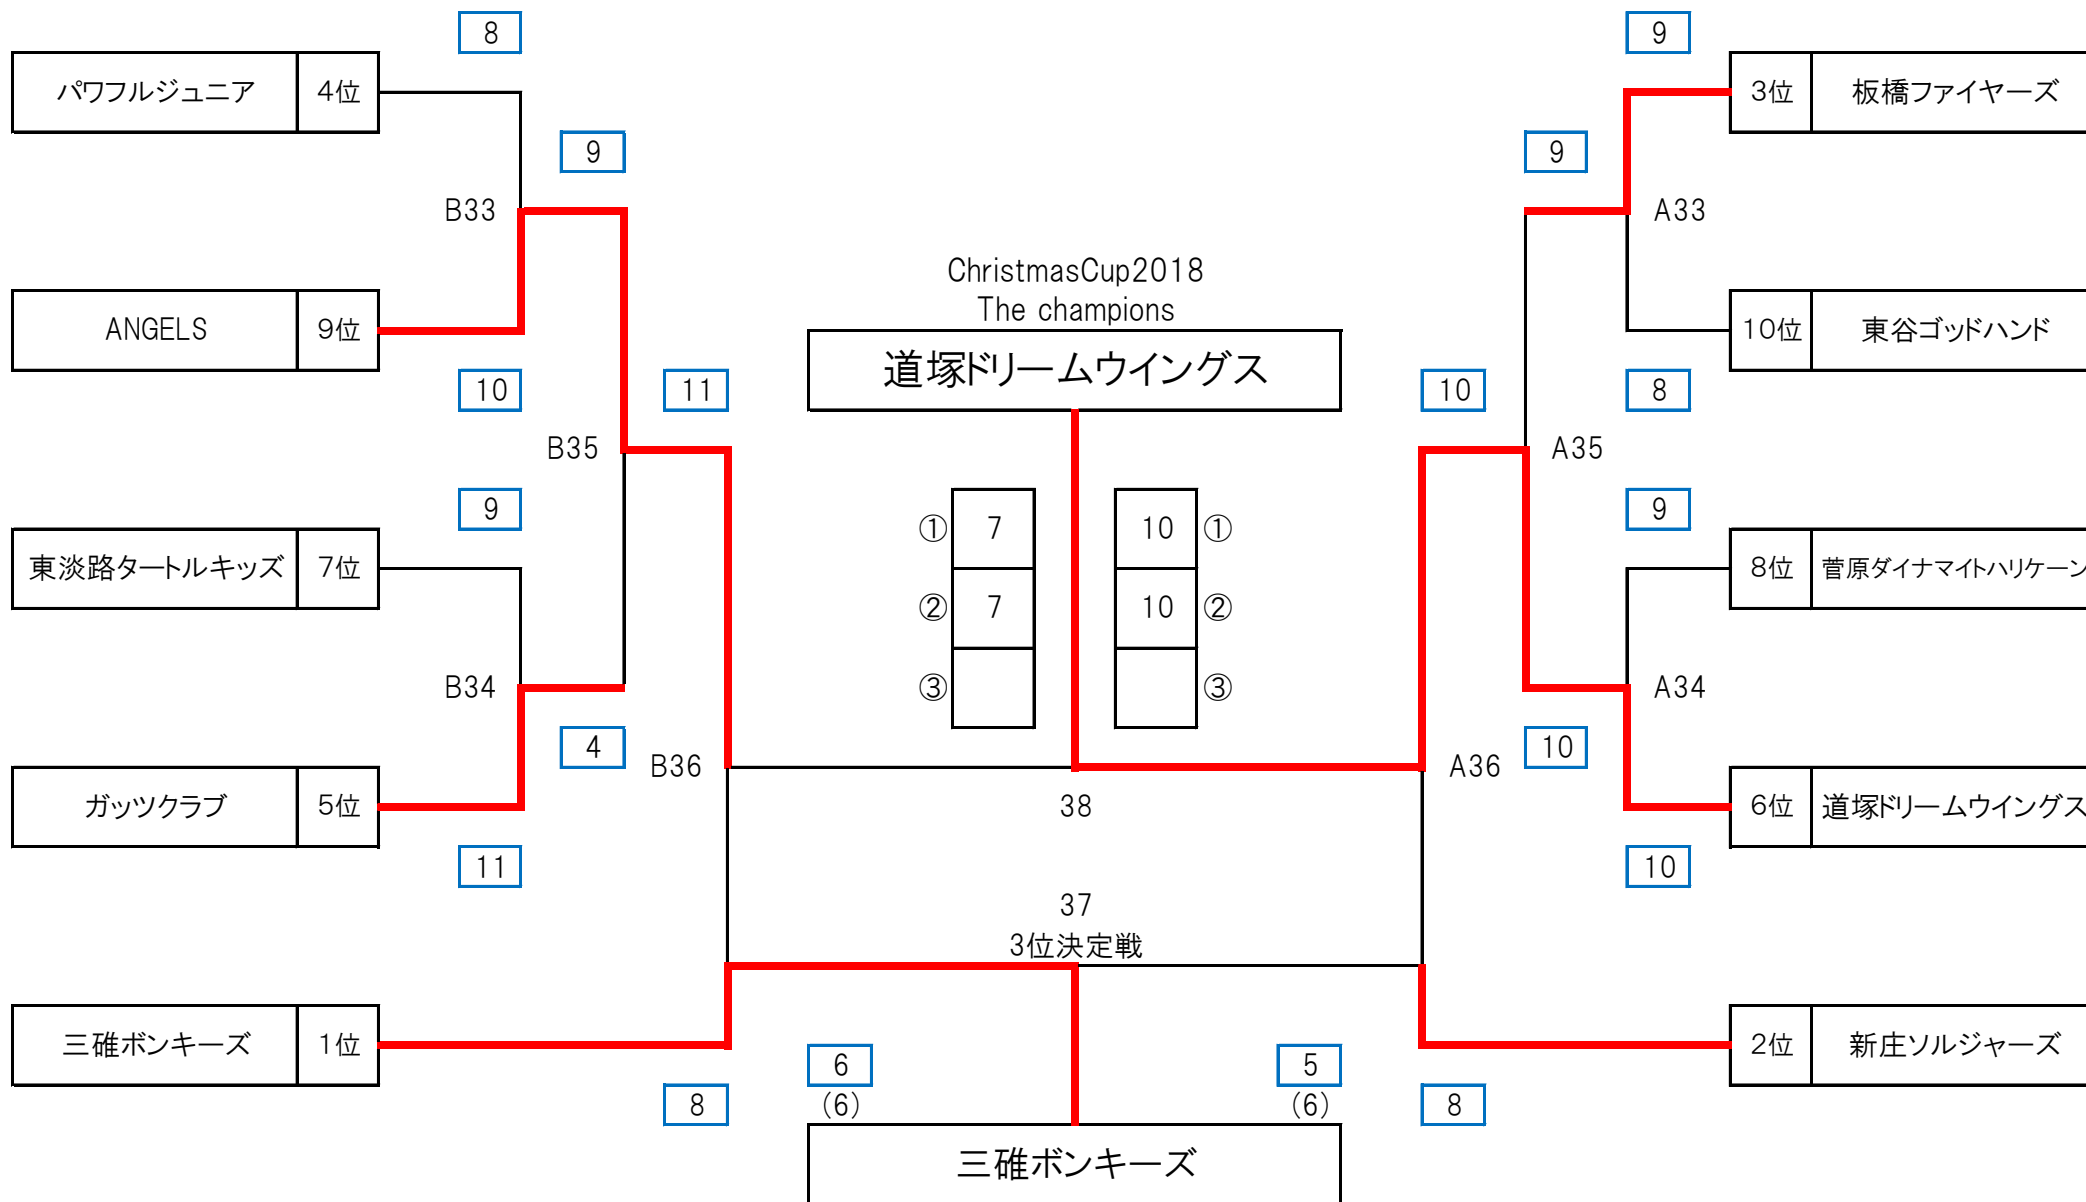 8
9
パワフルジュニア 4位
3位 板橋ファイヤーズ
9
9
B33
A33
ChristmasCup2018
The champions
ANGELS 9位
10位 東谷ゴッドハンド
道塚ドリームウイングス
10
11
10
8
B35
A35
9
9
① 7
10 ①
東淡路タートルキッズ 7位
8位 菅原ダイナマイトハリケーン
② 7
10 ②
B34
③
③
A34
4
10
B36
A36
ガッツクラブ 5位
38
6位 道塚ドリームウイングス
11
10
37
3位決定戦
三碓ボンキーズ 1位
2位 新庄ソルジャーズ
6
5
8
(6)
(6)
8
三碓ボンキーズ